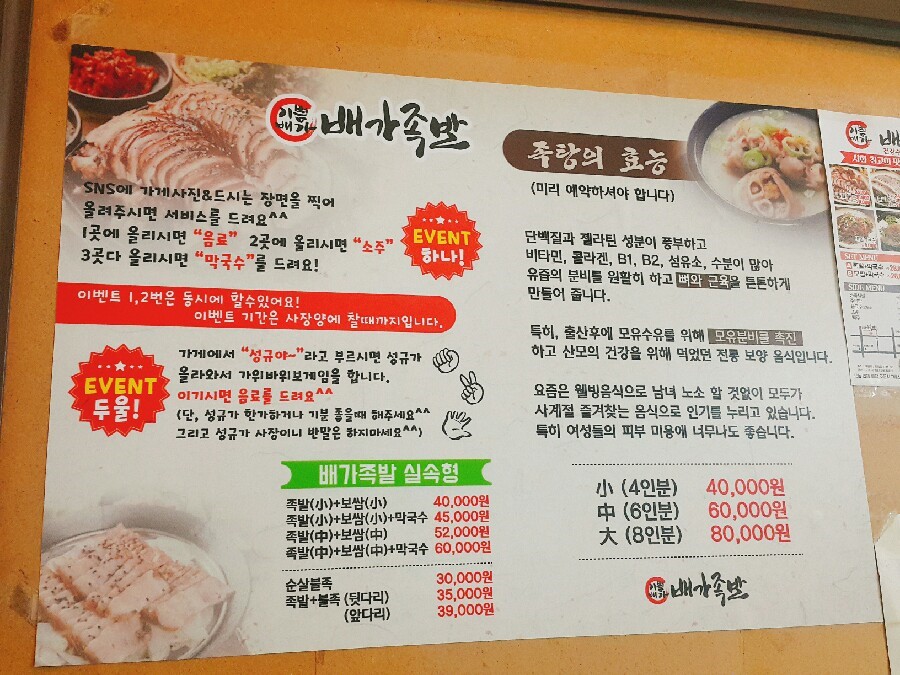 이쁨
배가
배가족발
SNS에 가게사진&드시는 장면을 찍어
올려주시면 서비스를 드려요^^
1곳에 올리시면 "음료" 2곳에 올리시면 "소주"
3곳다 올리시면 "막국수"를 드려요!
EVENT
하나!
이벤트 1,2번은 동시에 할수있어요!
이벤트 기간은 사장양에 찰때까지입니다.
EVENT
두울!
가게에서 "성규야~"라고 부르시면 성규가
올라와서 가위바위보게임을 합니다.
이기시면 음료를 드려요^^
(단, 성규가 한가하거나 기분 좋을때 해주세요^^
그리고 성규가 사장이니 반말은 하지마세요^^)
배가족발 실속형
족발(小)+보쌈(小) 40,000원
족발(小)+보쌈(小)+막국수 45,000원
족발(中)+보쌈(中) 52,000원
족발(中)+보쌈(中)+막국수 60,000원
순살불족 30,000원
족발+불족 (뒷다리) 35,000원
(앞다리) 39,000원
족탕의 효능
(미리 예약하셔야 합니다)
단백질과 젤라틴 성분이 풍부하고
비타민, 콜라겐, B1, B2, 섬유소, 수분이 많아
유즙의 분비를 원활히 하고 뼈와 근육을 튼튼하게
만들어 줍니다.
특히, 출산후에 모유수유를 위해 모유분비를 촉진
하고 산모의 건강을 위해 먹었던 전통 보양 음식입니다.
요즘은 웰빙음식으로 남녀 노소 할 것없이 모두가
사계절 즐겨찾는 음식으로 인기를 누리고 있습니다.
특히 여성들의 피부 미용에 너무나도 좋습니다.
小 (4인분) 40,000원
中 (6인분) 60,000원
大 (8인분) 80,000원
이쁨
배가
배가족발
이쁨
배가
SET MENU
SIDE MENU